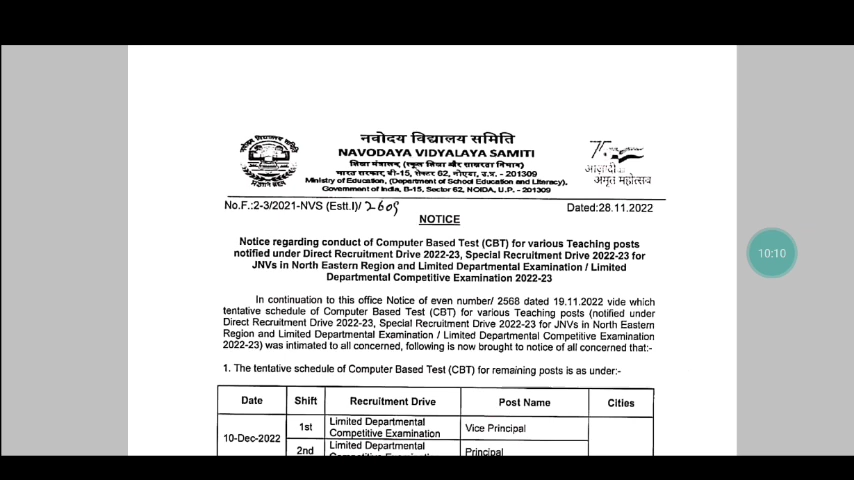 नवोदय विद्यालय समिति
NAVODAYA VIDYALAYA SAMITI
शिक्षा मंत्रालय, (स्कूल शिक्षा और साक्षरता विभाग)
भारत सरकार, बी-15, सेक्टर 62, नोएडा, उ.प्र. - 201309
Ministry of Education, (Department of School Education and Literacy),
Government of India, B-15, Sector 62, NOIDA, U.P. - 201309
आज़ादी का
अमृत महोत्सव
No.F.:2-3/2021-NVS (Estt.I)/ 2609
Dated:28.11.2022
NOTICE
Notice regarding conduct of Computer Based Test (CBT) for various Teaching posts
notified under Direct Recruitment Drive 2022-23, Special Recruitment Drive 2022-23 for
JNVs in North Eastern Region and Limited Departmental Examination / Limited
Departmental Competitive Examination 2022-23
In continuation to this office Notice of even number/ 2568 dated 19.11.2022 vide which
tentative schedule of Computer Based Test (CBT) for various Teaching posts (notified under
Direct Recruitment Drive 2022-23, Special Recruitment Drive 2022-23 for JNVs in North Eastern
Region and Limited Departmental Examination / Limited Departmental Competitive Examination
2022-23) was intimated to all concerned, following is now brought to notice of all concerned that:-
1. The tentative schedule of Computer Based Test (CBT) for remaining posts is as under:-
Date Shift Recruitment Drive Post Name Cities
10-Dec-2022
1st Limited Departmental Competitive Examination Vice Principal
2nd Limited Departmental Principal
10:10